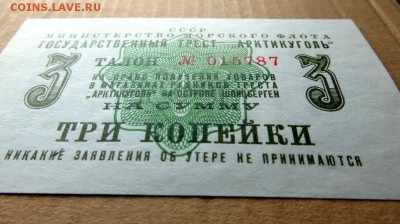 COINS.LAVE.RU
СССР
МИНИСТЕРСТВО МОРСКОГО ФЛОТА
ГОСУДАРСТВЕННЫЙ ТРЕСТ „АРКТИКУГОЛЬ"
ТАЛОН № 015787
НА ПРАВО ПОЛУЧЕНИЯ ТОВАРОВ
В МАГАЗИНАХ РУДНИКОВ ТРЕСТА
„АРКТИКУГОЛЬ" НА ОСТРОВЕ ШПИЦБЕРГЕН
НА СУММУ
3 3
ТРИ КОПЕЙКИ
НИКАКИЕ ЗАЯВЛЕНИЯ ОБ УТЕРЕ НЕ ПРИНИМАЮТСЯ